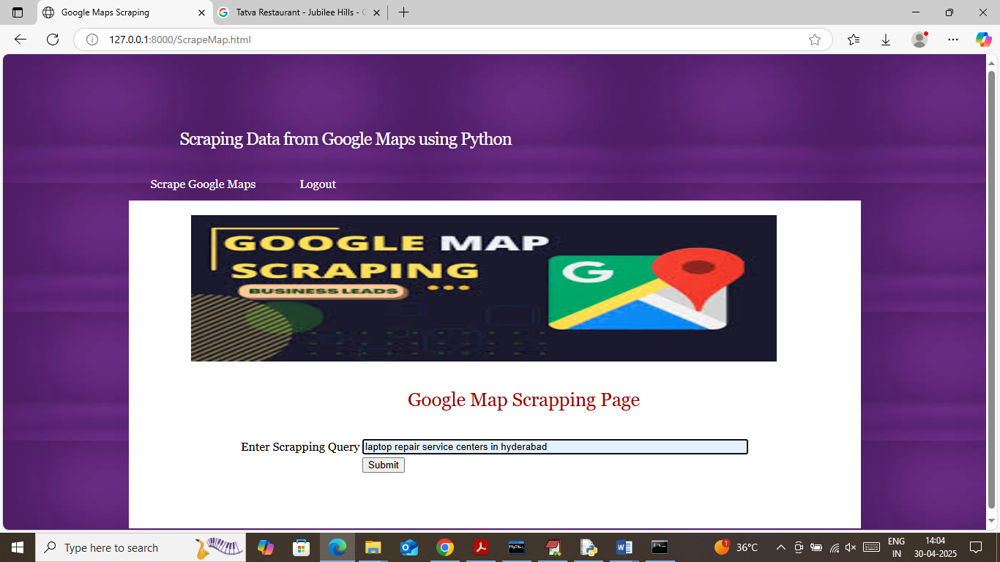 Google Maps Scraping
Tatva Restaurant - Jubilee Hills - G
127.0.0.1:8000/ScrapeMap.html
Scraping Data from Google Maps using Python
Scrape Google Maps Logout
GOOGLE MAP
SCRAPING
BUSINESS LEADS
G
Google Map Scrapping Page
Enter Scrapping Query laptop repair service centers in hyderabad
Submit
Type here to search
MySQL
1
36°C
ENG
IN
14:04
30-04-2025